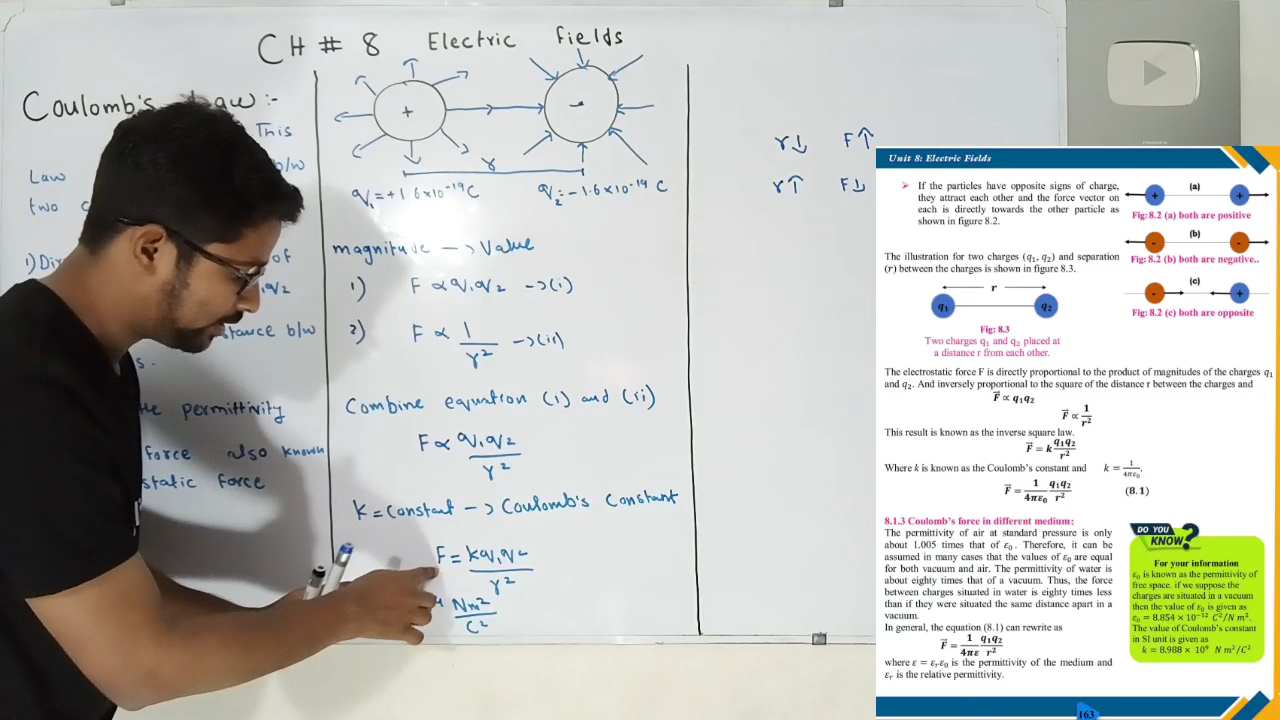 CH # 8 Electric Fields
Coulomb's Law :-
This
Law b/w
two
1) of
q2
stance b/w
the permittivity
force also known
static force
+
-
r
q1 = +1.6x10-19C q2 = -1.6x10-19C
magnitude -> Value
1) F ∝ q1 q2 ->(i)
2) F ∝ 1/r² ->(ii)
Combine equation (i) and (ii)
F ∝ q1q2/r²
K = Constant -> Coulomb's Constant
F = kq1q2/r²
Nm²/C²
r↓ F↑
r↑ F↓
Unit 8: Electric Fields
➢ If the particles have opposite signs of charge,
they attract each other and the force vector on
each is directly towards the other particle as
shown in figure 8.2.
(a)
+ +
Fig: 8.2 (a) both are positive
(b)
- -
Fig: 8.2 (b) both are negative..
(c)
- +
Fig: 8.2 (c) both are opposite
The illustration for two charges (q1, q2) and separation
(r) between the charges is shown in figure 8.3.
r
q1 q2
Fig: 8.3
Two charges q1 and q2 placed at
a distance r from each other.
The electrostatic force F is directly proportional to the product of magnitudes of the charges q1
and q2. And inversely proportional to the square of the distance r between the charges and
F⃗ ∝ q1q2
F⃗ ∝ 1/r²
This result is known as the inverse square law.
F⃗ = k q1q2/r²
Where k is known as the Coulomb's constant and k = 1/4πε0,
F⃗ = 1/4πε0 q1q2/r² (8.1)
8.1.3 Coulomb's force in different medium:
The permittivity of air at standard pressure is only
about 1.005 times that of ε0. Therefore, it can be
assumed in many cases that the values of ε0 are equal
for both vacuum and air. The permittivity of water is
about eighty times that of a vacuum. Thus, the force
between charges situated in water is eighty times less
than if they were situated the same distance apart in a
vacuum.
In general, the equation (8.1) can rewrite as
F⃗ = 1/4πε q1q2/r²
where ε = εrε0 is the permittivity of the medium and
εr is the relative permittivity.
DO YOU
KNOW?
For your information
ε0 is known as the permittivity of
free space. if we suppose the
charges are situated in a vacuum
then the value of ε0 is given as
ε0 = 8.854 × 10⁻¹² C²/N m².
The value of Coulomb's constant
in SI unit is given as
k = 8.988 × 10⁹ N m²/C²
163